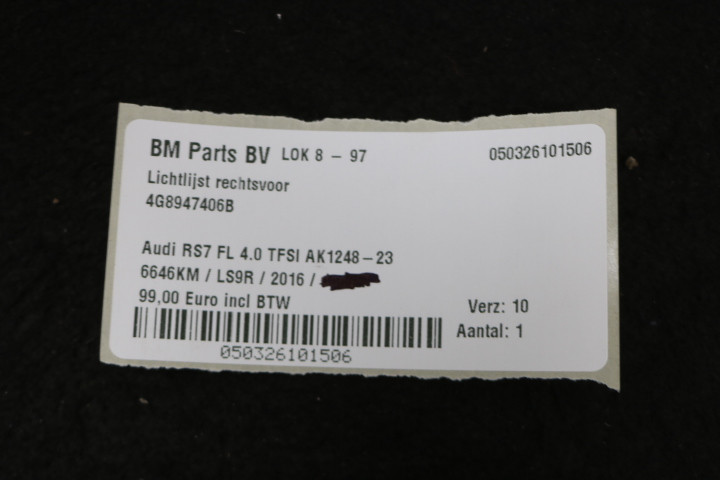 BM Parts BV LOK 8 - 97 050326101506
Lichtlijst rechtsvoor
4G8947406B
Audi RS7 FL 4.0 TFSI AK1248-23
6646KM / LS9R / 2016 /
99,00 Euro incl BTW Verz: 10
Aantal: 1
050326101506